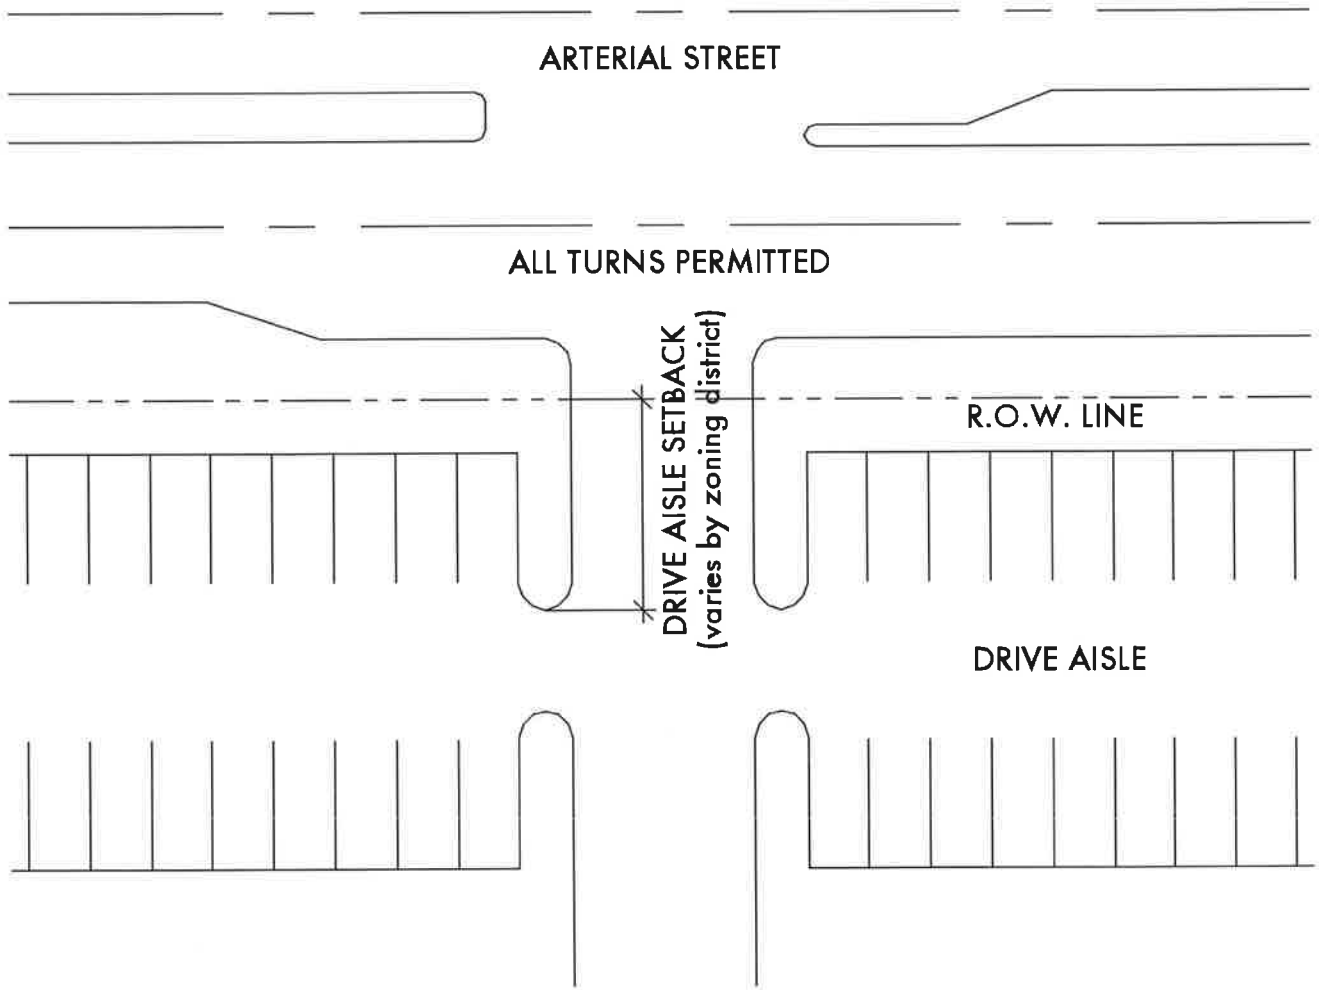 ARTERIAL STREET
ALL TURNS PERMITTED
DRIVE AISLE SETBACK
(varies by zoning district)
R.O.W. LINE
DRIVE AISLE